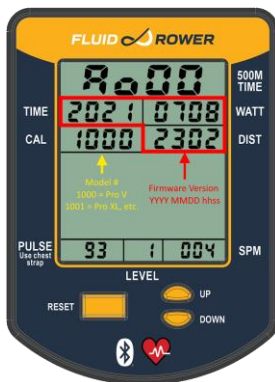 FLUID ROWER
A.00
500M
TIME
TIME 2021 0708 WATT
CAL 1000 2302 DIST
Model #
1000 = Pro V
1001 = Pro XL, etc.
Firmware Version
YYYY MMDD hhss
PULSE 93 1 004 SPM
Use chest
strap
LEVEL
RESET
UP
DOWN